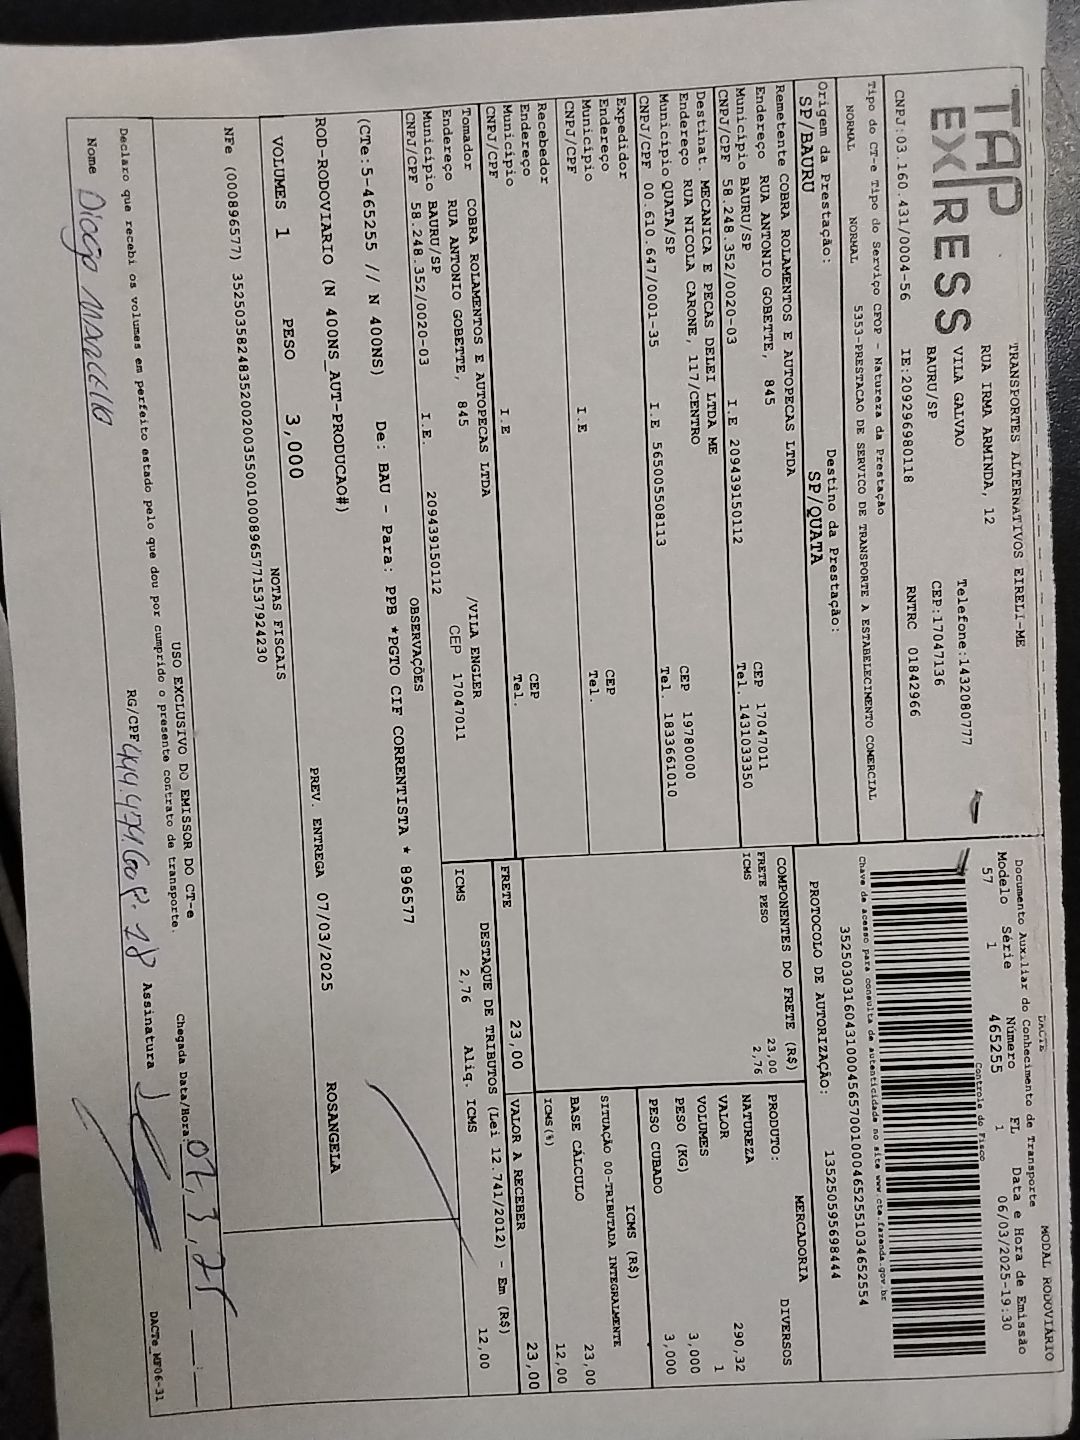 TAP EXPRESS
TRANSPORTES ALTERNATIVOS EIRELI-ME
RUA IRMA ARMINDA, 12
VILA GALVAO
BAURU/SP
Telefone:1432080777
CEP:17047136
CNPJ:03.160.431/0004-56 IE:209296980118 RNTRC 01842966
DACTE MODAL RODOVIÁRIO
Documento Auxiliar do Conhecimento de Transporte
Modelo Série Número FL Data e Hora de Emissão
57 1 465255 1 06/03/2025-19:30
Controle do Fisco
Chave de acesso para consulta de autenticidade no site www.cte.fazenda.gov.br
PROTOCOLO DE AUTORIZAÇÃO: 135250595698444
Tipo do CT-e Tipo do Serviço CFOP - Natureza da Prestação
NORMAL NORMAL 5353-PRESTACAO DE SERVICO DE TRANSPORTE A ESTABELECIMENTO COMERCIAL
Origem da Prestação: Destino da Prestação:
SP/BAURU SP/QUATA
Remetente COBRA ROLAMENTOS E AUTOPECAS LTDA
Endereço RUA ANTONIO GOBETTE, 845
Município BAURU/SP CEP 17047011
CNPJ/CPF 58.248.352/0020-03 I.E 209439150112 Tel. 1431033350
Destinat. MECANICA E PECAS DELEI LTDA ME
Endereço RUA NICOLA CARONE, 117/CENTRO
Município QUATA/SP CEP 19780000
CNPJ/CPF 00.610.647/0001-35 I.E 565005508113 Tel. 1833661010
Expedidor
Endereço
Município CEP
CNPJ/CPF I.E Tel.
Recebedor
Endereço
Município CEP
CNPJ/CPF I.E Tel.
Tomador COBRA ROLAMENTOS E AUTOPECAS LTDA
Endereço RUA ANTONIO GOBETTE, 845 /VILA ENGLER
Município BAURU/SP CEP 17047011
CNPJ/CPF 58.248.352/0020-03 I.E. 209439150112
COMPONENTES DO FRETE (R$)
FRETE PESO 23,00
ICMS 2,76
MERCADORIA
PRODUTO: DIVERSOS
NATUREZA
VALOR 290,32
VOLUMES 1
PESO (KG) 3,000
PESO CUBADO 3,000
ICMS (R$)
SITUAÇÃO 00-TRIBUTADA INTEGRALMENTE
BASE CÁLCULO 23,00
ICMS(%) 12,00
FRETE 23,00 VALOR A RECEBER 23,00
DESTAQUE DE TRIBUTOS (Lei 12.741/2012) - Em (R$)
ICMS 2,76 Aliq. ICMS 12,00
OBSERVAÇÕES
(CTe:5-465255 // N 400NS) De: BAU - Para: PPB *PGTO CIF CORRENTISTA * 896577
ROD-RODOVIARIO (N 400NS_AUT-PRODUCAO#)
PREV. ENTREGA 07/03/2025 ROSANGELA
VOLUMES 1 PESO 3,000
NOTAS FISCAIS
USO EXCLUSIVO DO EMISSOR DO CT-e
Declaro que recebi os volumes em perfeito estado pelo que dou por cumprido o presente contrato de transporte. Chegada Data/Hora: 07, 3, 25
Nome Diogo Marcello RG/CPF Assinatura
DACTe_MF06-31